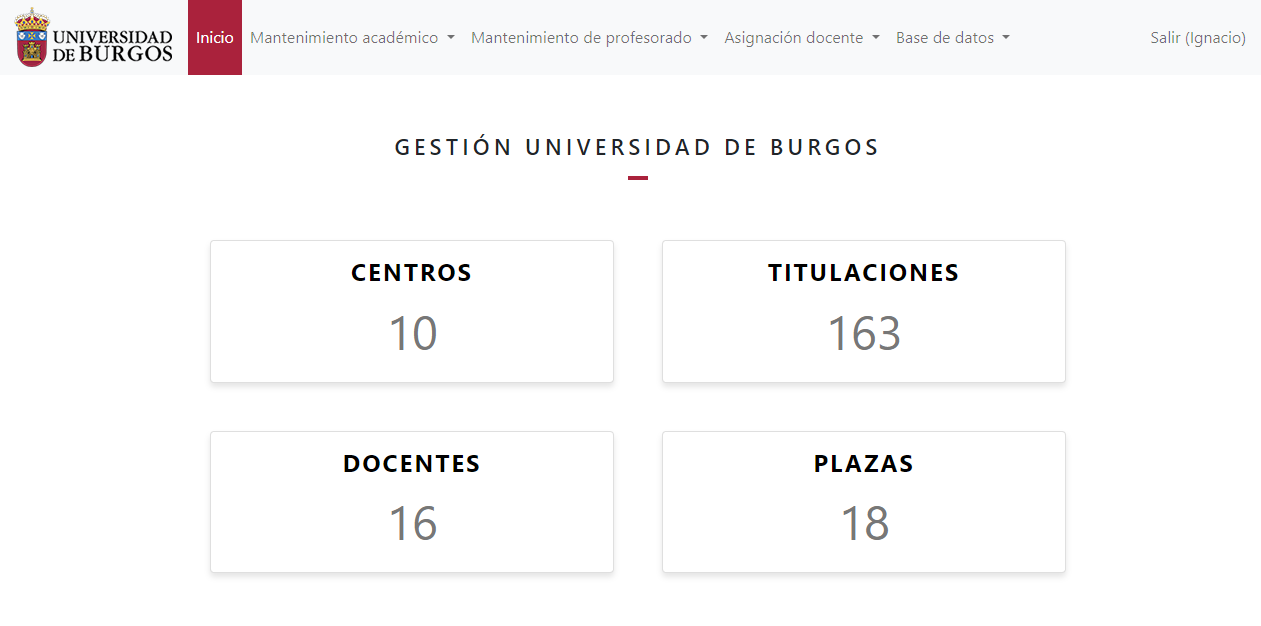 UNIVERSIDAD
DE BURGOS
Inicio Mantenimiento académico Mantenimiento de profesorado Asignación docente Base de datos Salir (Ignacio)
GESTIÓN UNIVERSIDAD DE BURGOS
CENTROS
10
TITULACIONES
163
DOCENTES
16
PLAZAS
18